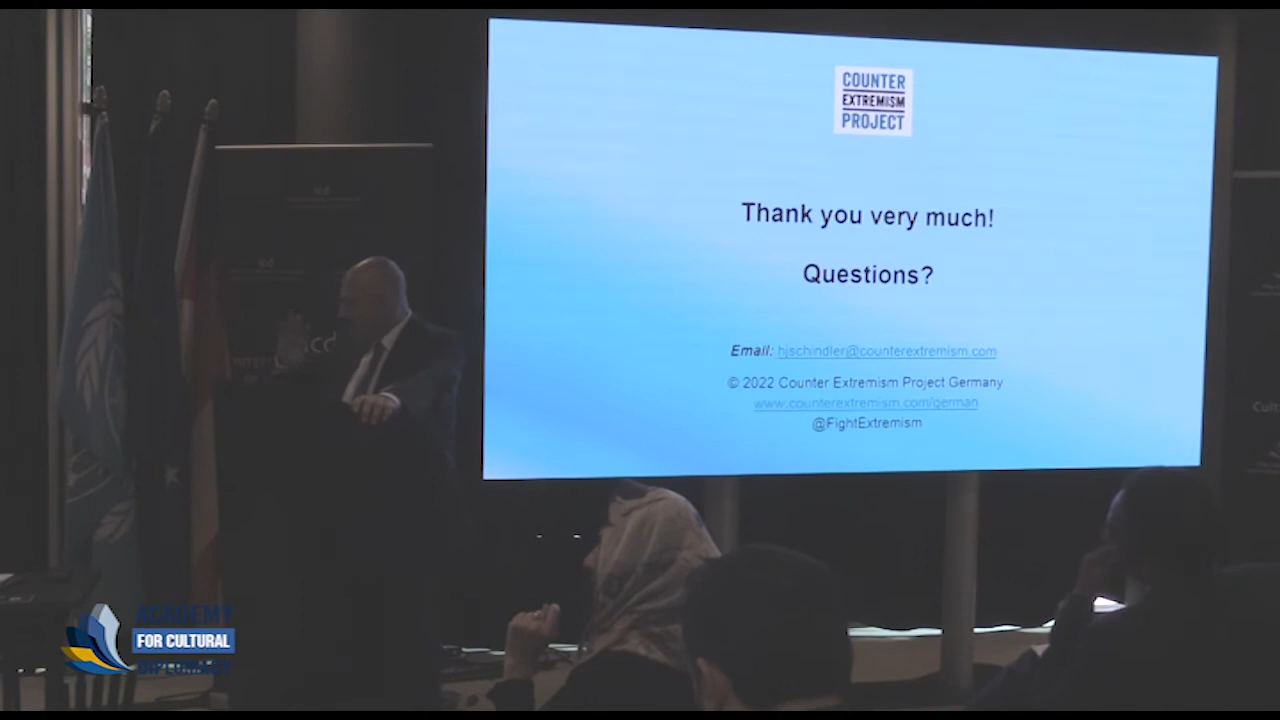 COUNTER
EXTREMISM
PROJECT
Thank you very much!
Questions?
Email: hjschindler@counterextremism.com
© 2022 Counter Extremism Project Germany
www.counterextremism.com/german
@FightExtremism
icd
ACADEMY
FOR CULTURAL
DIPLOMACY